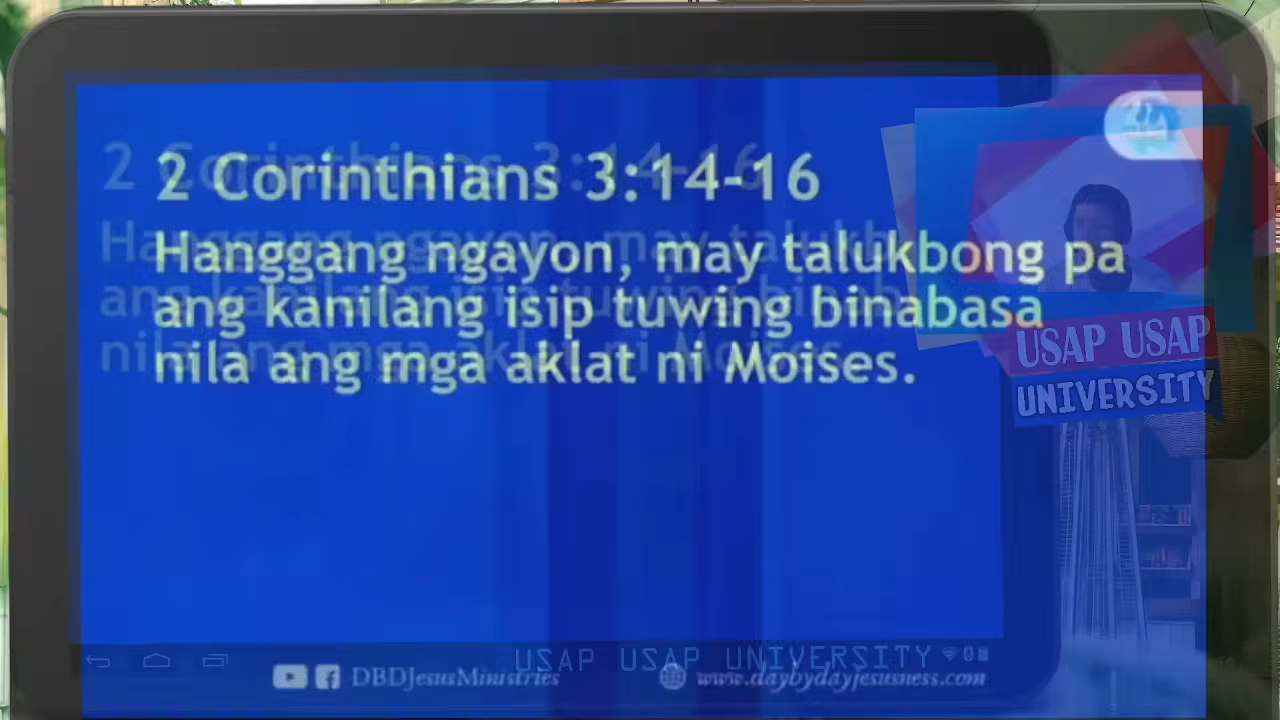 2 Corinthians 3:14-16
Hanggang ngayon, may talukbong pa
ang kanilang isip tuwing binabasa
nila ang mga aklat ni Moises.
USAP USAP
UNIVERSITY
USAP USAP UNIVERSITY
DBDJesusMinistries
www.daybydayjesusness.com